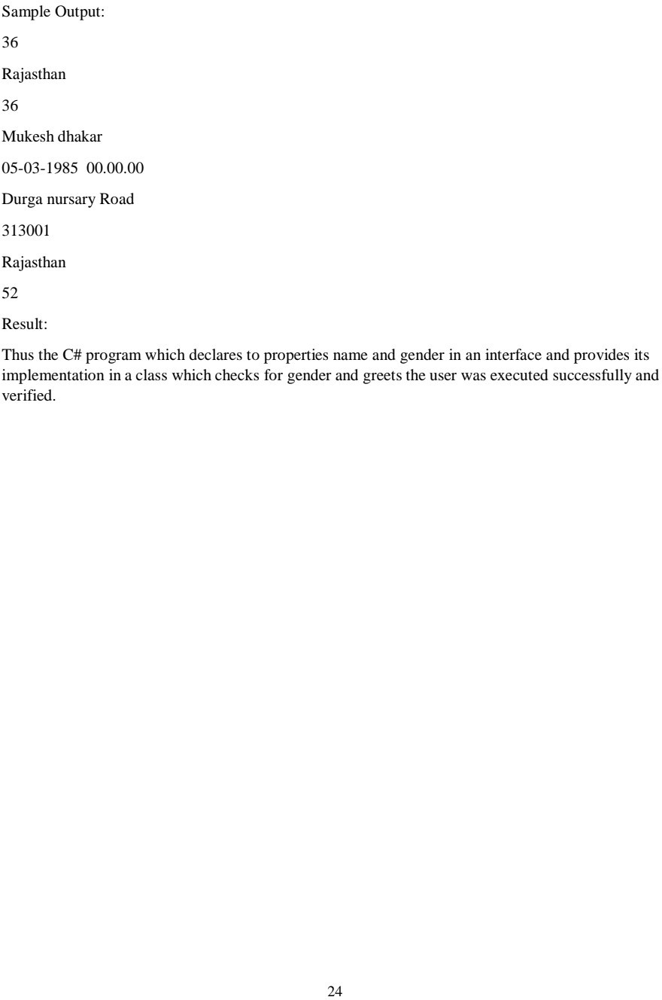 Sample Output:
36
Rajasthan
36
Mukesh dhakar
05-03-1985  00.00.00
Durga nursary Road
313001
Rajasthan
52
Result:
Thus the C# program which declares to properties name and gender in an interface and provides its
implementation in a class which checks for gender and greets the user was executed successfully and
verified.
24